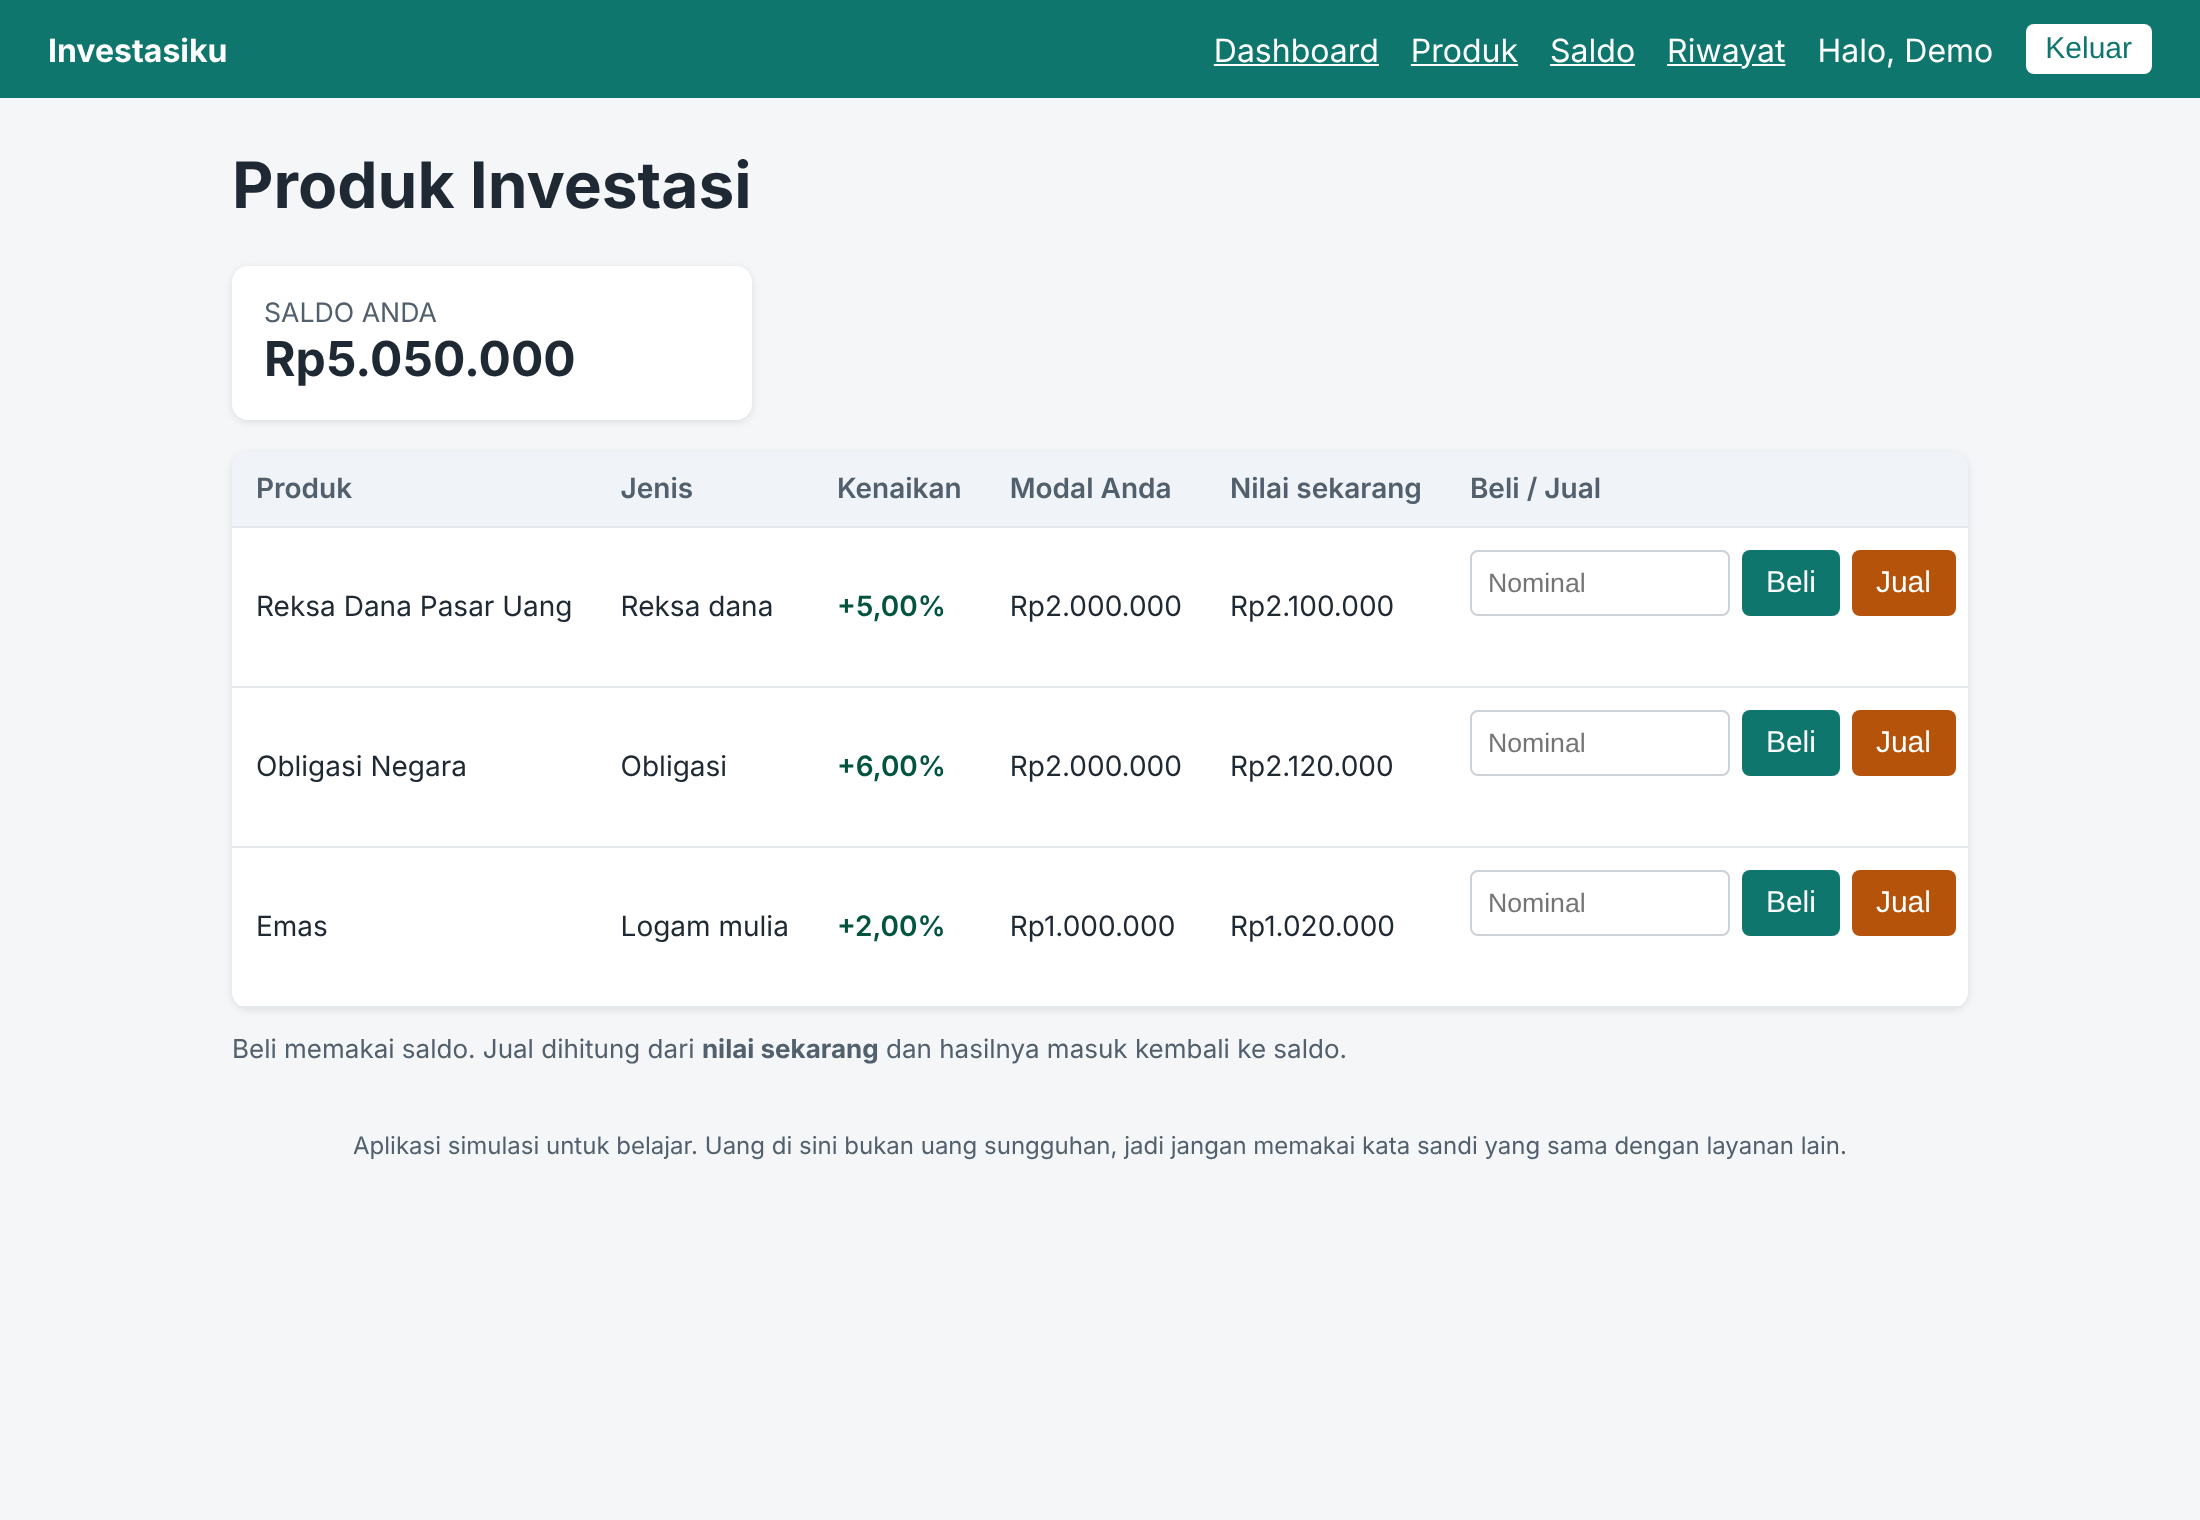 Investasiku Dashboard Produk Saldo Riwayat Halo, Demo Keluar
Produk Investasi
SALDO ANDA
Rp5.050.000
Produk Jenis Kenaikan Modal Anda Nilai sekarang Beli / Jual
Reksa Dana Pasar Uang Reksa dana +5,00% Rp2.000.000 Rp2.100.000 Nominal Beli Jual
Obligasi Negara Obligasi +6,00% Rp2.000.000 Rp2.120.000 Nominal Beli Jual
Emas Logam mulia +2,00% Rp1.000.000 Rp1.020.000 Nominal Beli Jual
Beli memakai saldo. Jual dihitung dari nilai sekarang dan hasilnya masuk kembali ke saldo.
Aplikasi simulasi untuk belajar. Uang di sini bukan uang sungguhan, jadi jangan memakai kata sandi yang sama dengan layanan lain.